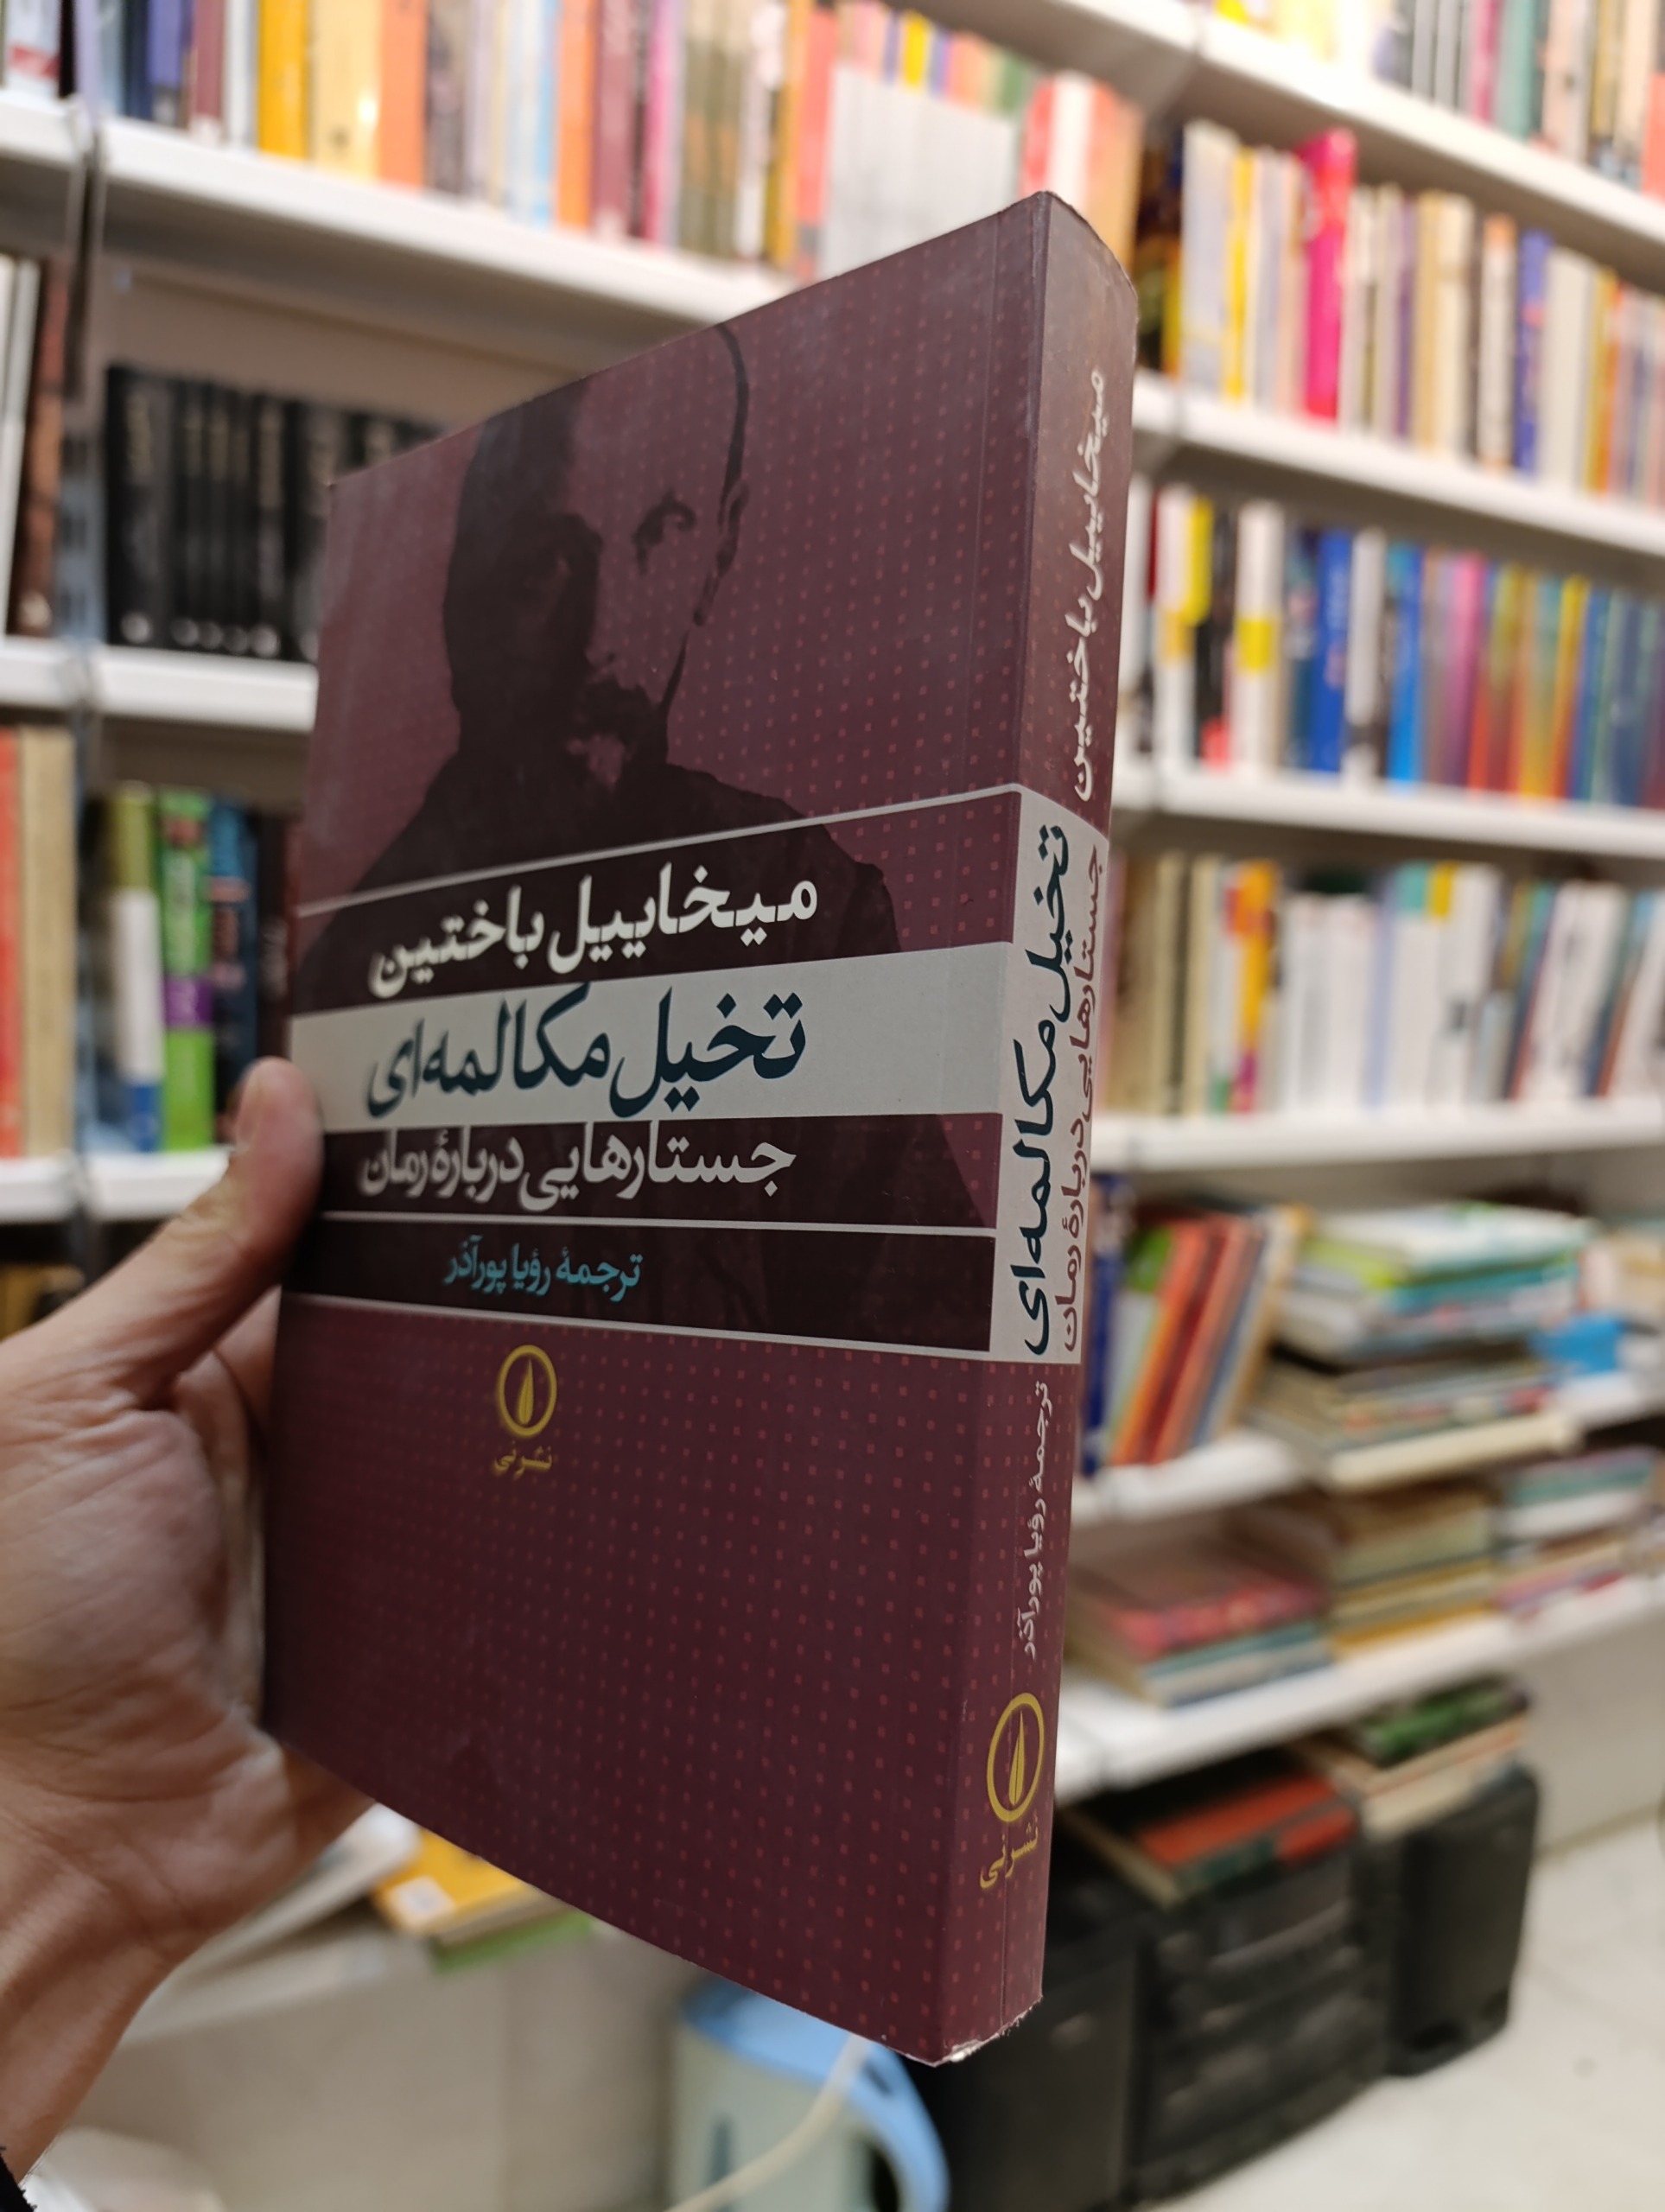 میخاییل باختین
تخیل مکالمه‌ای
جستارهایی دربارهٔ رمان
ترجمهٔ رؤیا پورآذر
نشرنی
میخاییل باختین
تخیل مکالمه‌ای
جستارهایی دربارهٔ رمان
ترجمهٔ رؤیا پورآذر
نشرنی